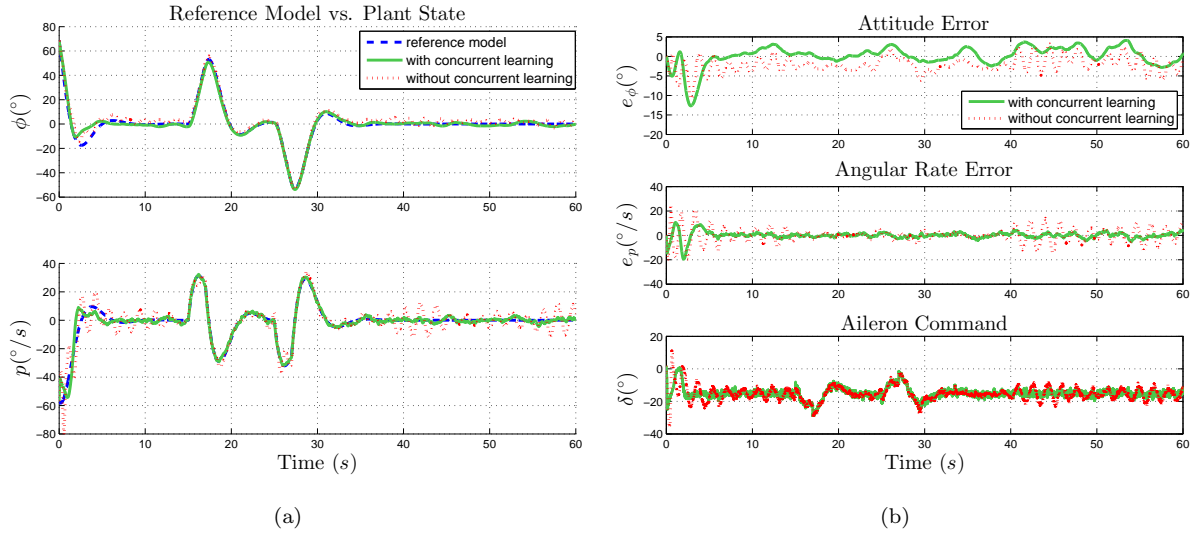 Reference Model vs. Plant State
80
60
40
20
0
−20
−40
−60
ϕ(°)
reference model
with concurrent learning
without concurrent learning
0 10 20 30 40 50 60
40
20
0
−20
−40
−60
−80
p(°/s)
0 10 20 30 40 50 60
Time (s)
(a)
Attitude Error
5
0
−5
−10
−15
−20
e_ϕ(°)
with concurrent learning
without concurrent learning
0 10 20 30 40 50 60
Angular Rate Error
40
20
0
−20
−40
e_p(°/s)
0 10 20 30 40 50 60
Aileron Command
20
0
−20
−40
δ(°)
0 10 20 30 40 50 60
Time (s)
(b)